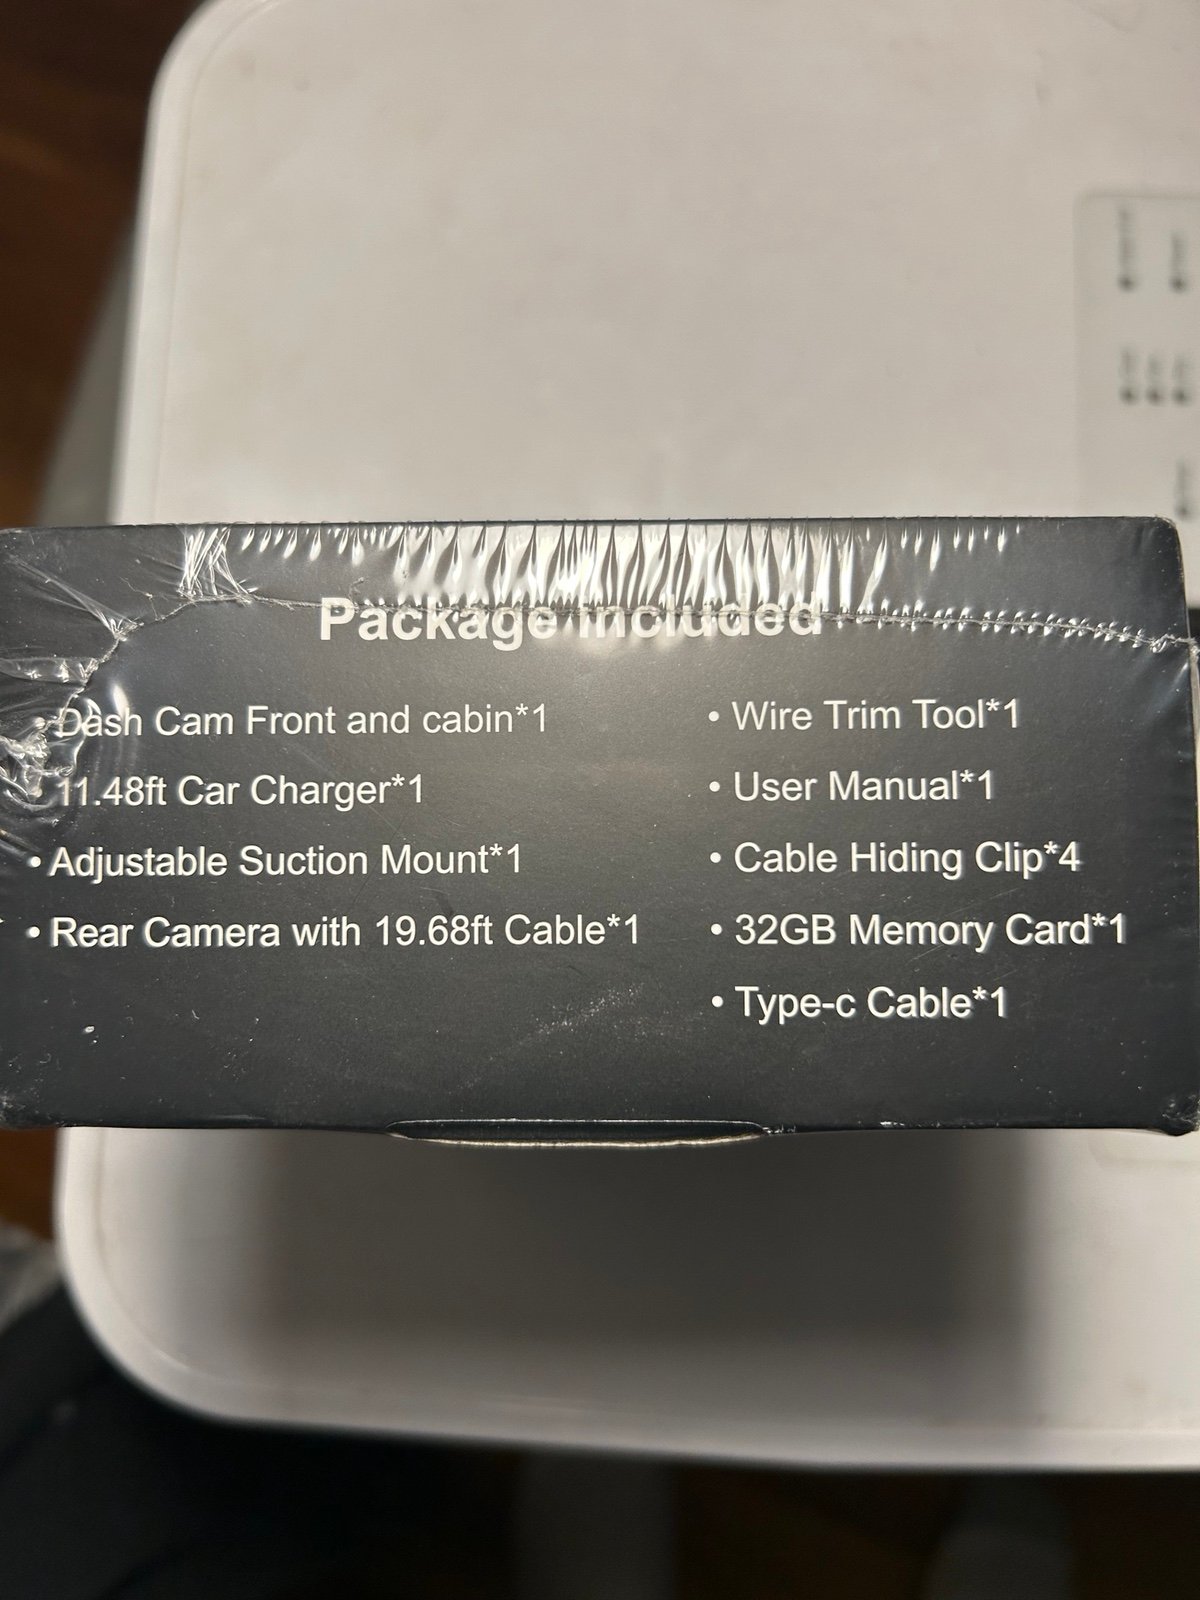 Package included
• Dash Cam Front and cabin*1
• 11.48ft Car Charger*1
• Adjustable Suction Mount*1
• Rear Camera with 19.68ft Cable*1
• Wire Trim Tool*1
• User Manual*1
• Cable Hiding Clip*4
• 32GB Memory Card*1
• Type-c Cable*1